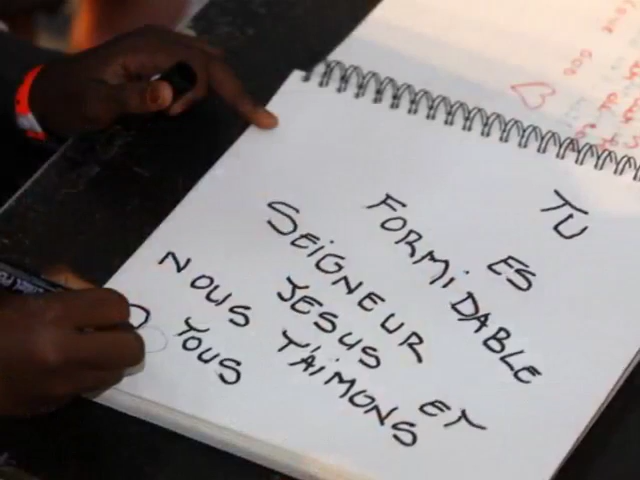 TU
ES
FORMIDABLE
SEIGNEUR
JESUS ET
NOUS T'AIMONS
TOUS